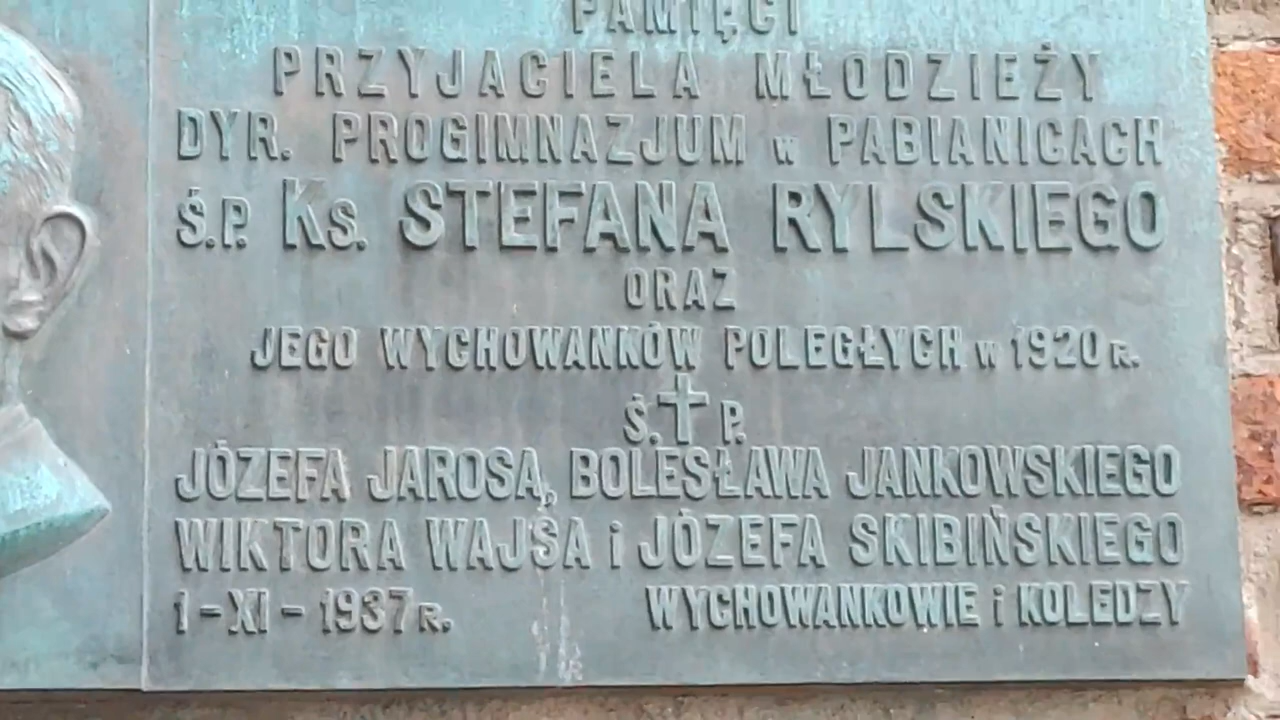 PAMIĘCI
PRZYJACIELA MŁODZIEŻY
DYR. PROGIMNAZJUM w PABIANICACH
Ś.P. Ks. STEFANA RYLSKIEGO
ORAZ
JEGO WYCHOWANKÓW POLEGŁYCH w 1920 R.
Ś. P.
JÓZEFA JAROSA, BOLESŁAWA JANKOWSKIEGO
WIKTORA WAJSA i JÓZEFA SKIBIŃSKIEGO
1-XI-1937 R. WYCHOWANKOWIE i KOLEDZY